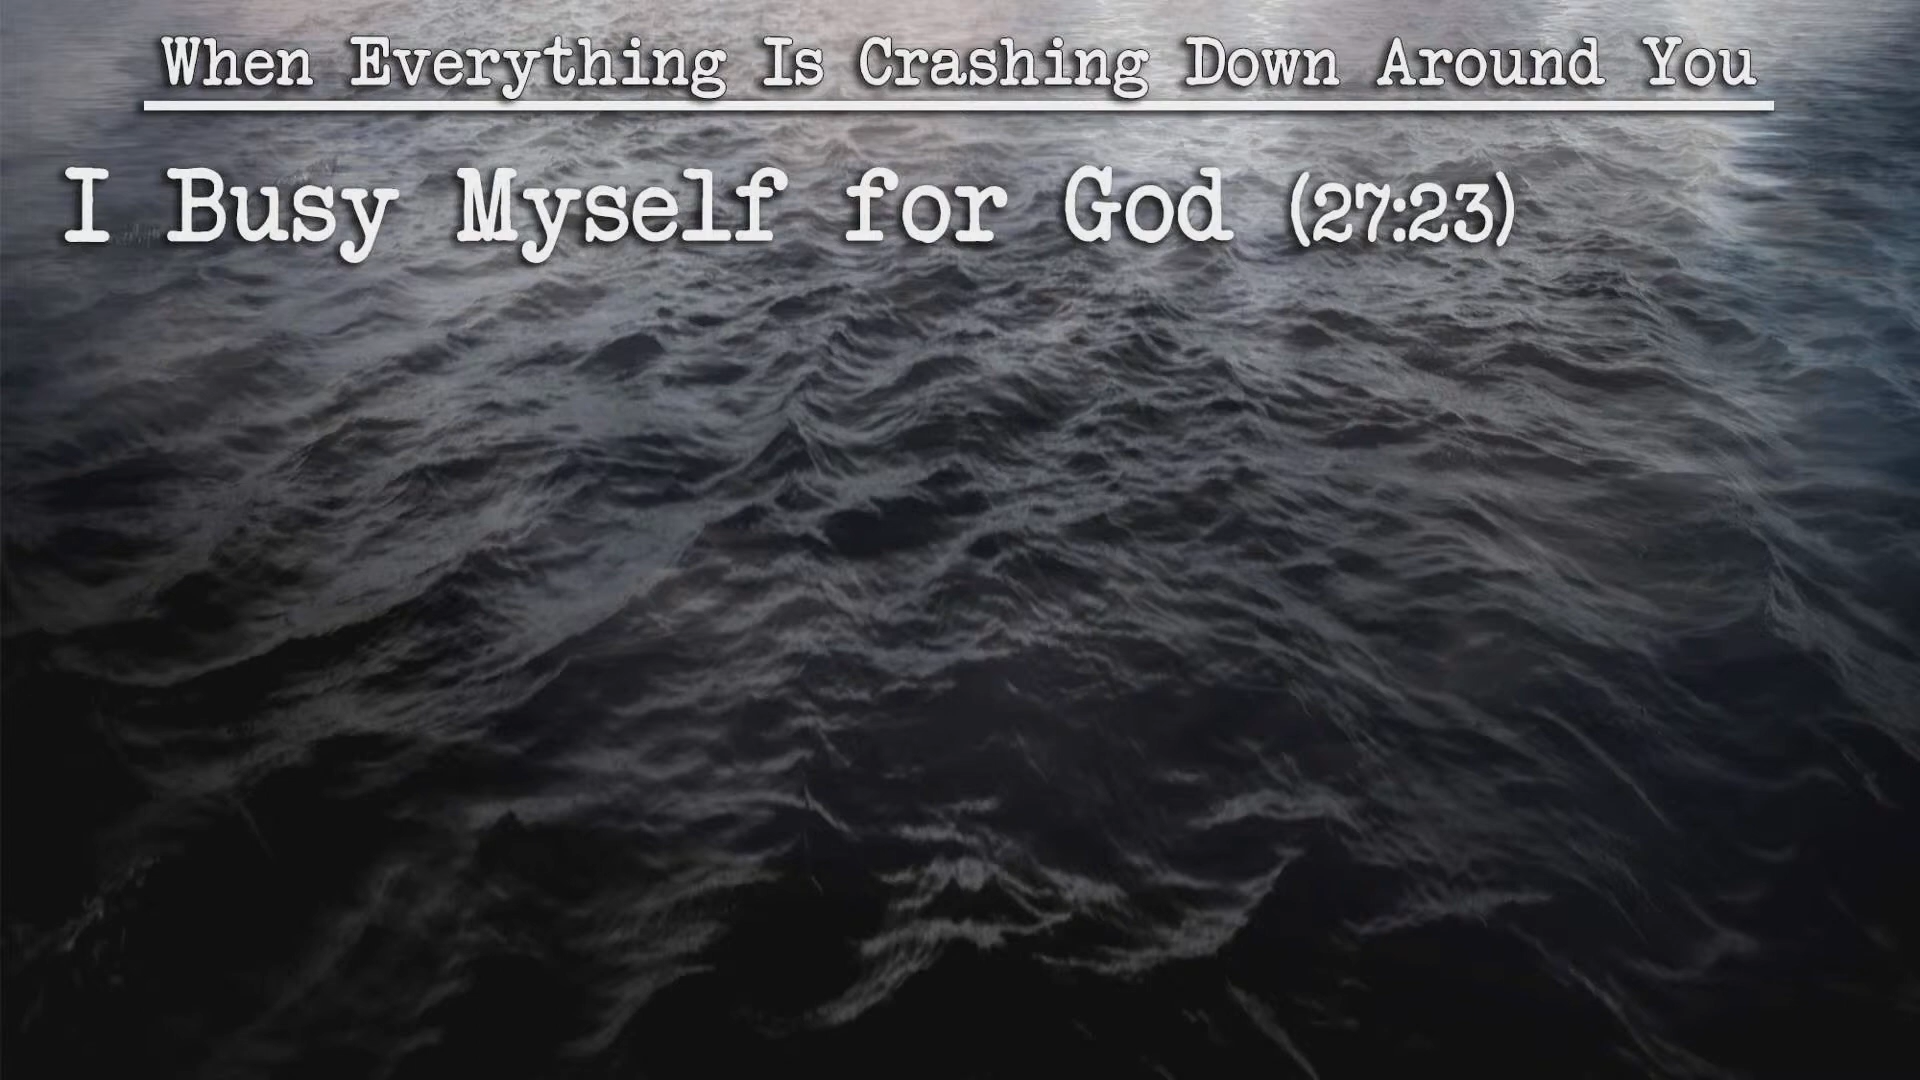 When Everything Is Crashing Down Around You
I Busy Myself for God (27:23)